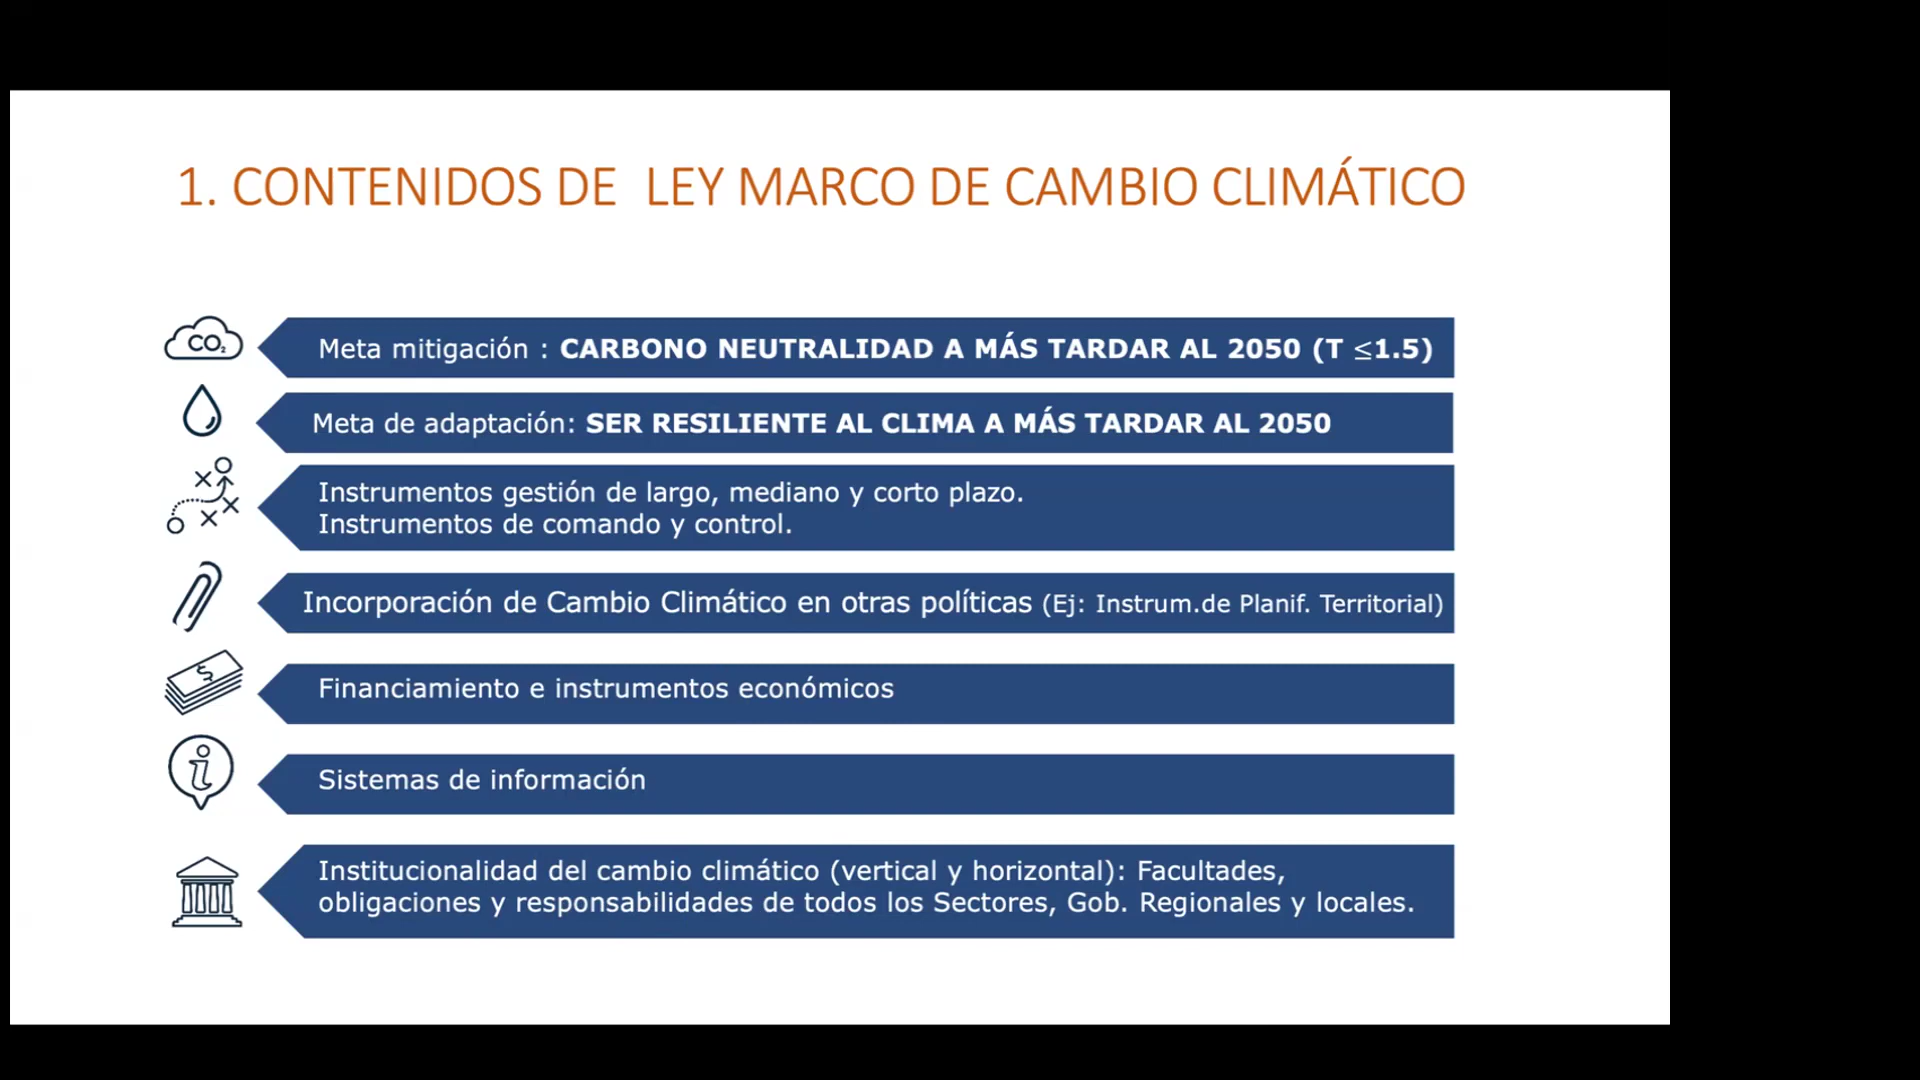 1. CONTENIDOS DE LEY MARCO DE CAMBIO CLIMÁTICO
CO₂
Meta mitigación : CARBONO NEUTRALIDAD A MÁS TARDAR AL 2050 (T ≤1.5)
Meta de adaptación: SER RESILIENTE AL CLIMA A MÁS TARDAR AL 2050
Instrumentos gestión de largo, mediano y corto plazo.
Instrumentos de comando y control.
Incorporación de Cambio Climático en otras políticas (Ej: Instrum.de Planif. Territorial)
$
Financiamiento e instrumentos económicos
i
Sistemas de información
Institucionalidad del cambio climático (vertical y horizontal): Facultades,
obligaciones y responsabilidades de todos los Sectores, Gob. Regionales y locales.